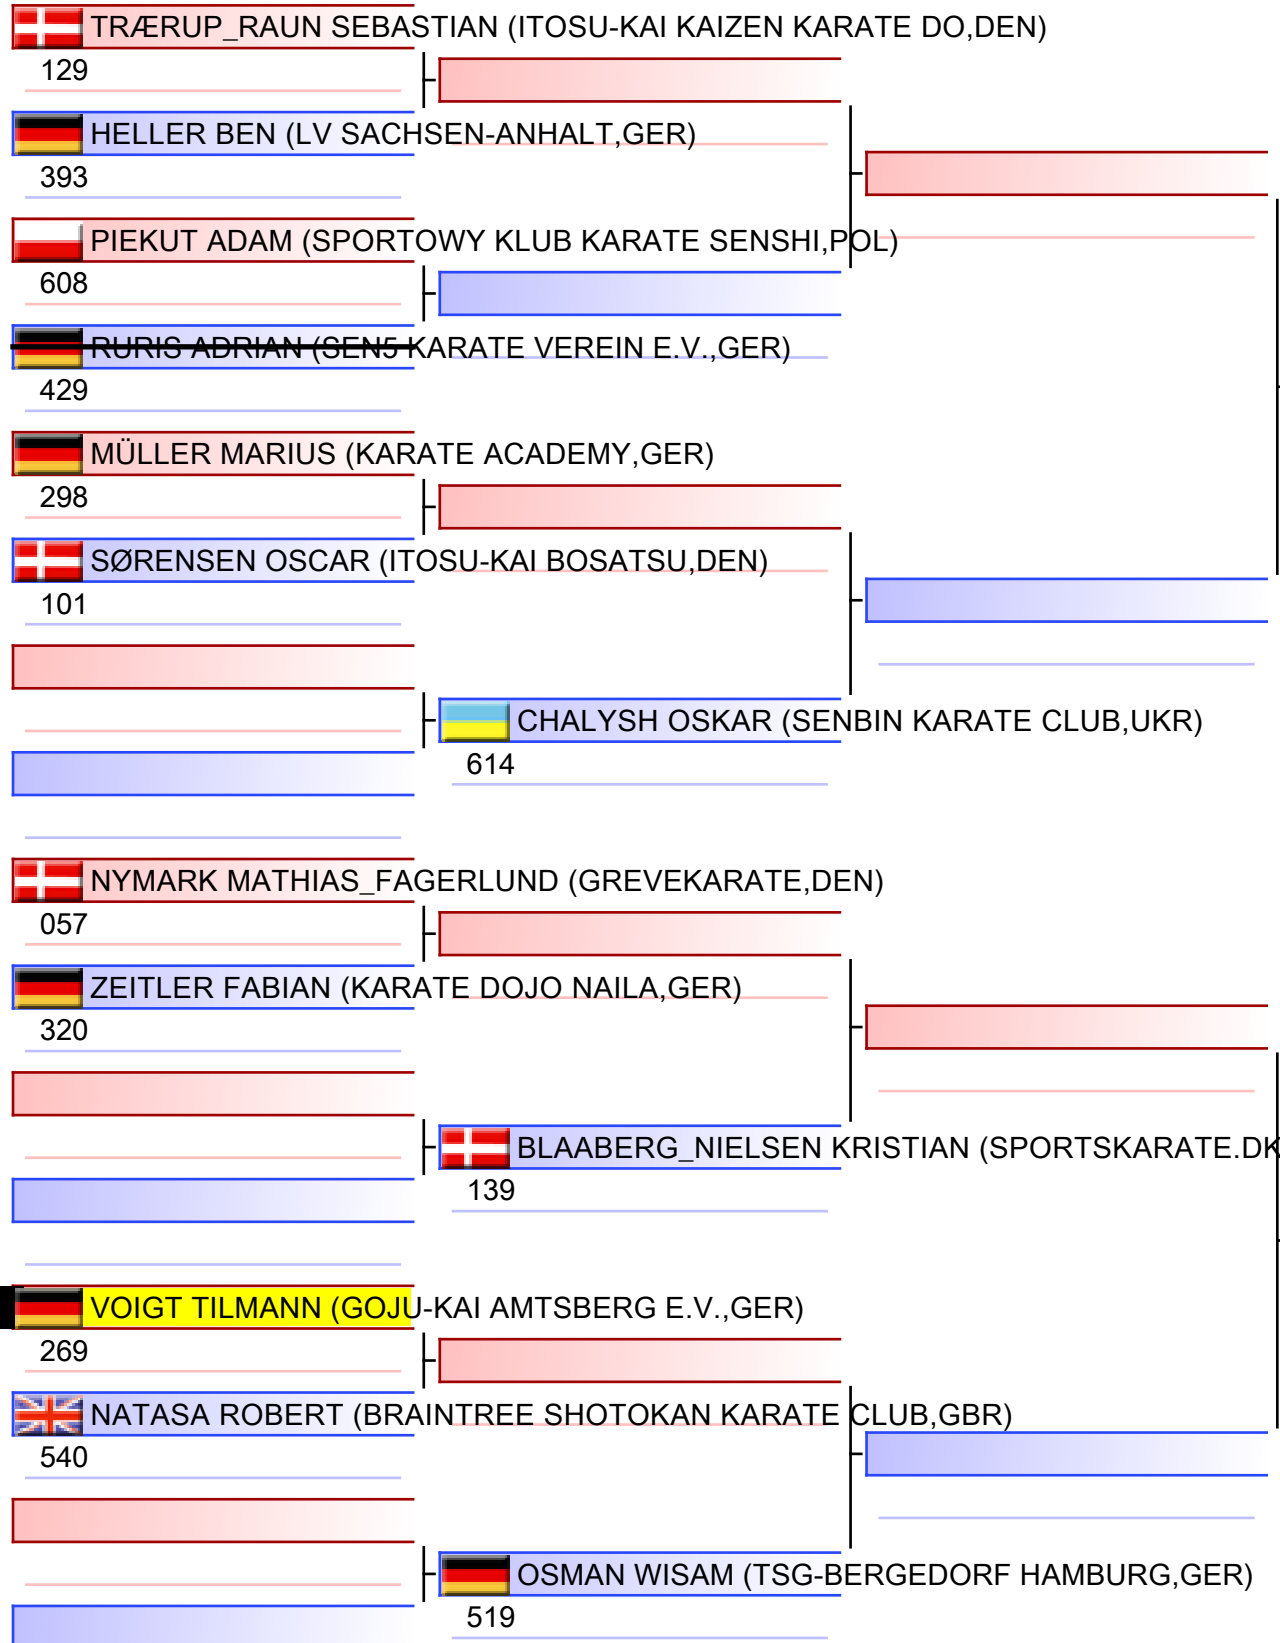 TRÆRUP_RAUN SEBASTIAN (ITOSU-KAI KAIZEN KARATE DO,DEN)
129
HELLER BEN (LV SACHSEN-ANHALT,GER)
393
PIEKUT ADAM (SPORTOWY KLUB KARATE SENSHI,POL)
608
RURIS ADRIAN (SEN5 KARATE VEREIN E.V.,GER)
429
MÜLLER MARIUS (KARATE ACADEMY,GER)
298
SØRENSEN OSCAR (ITOSU-KAI BOSATSU,DEN)
101
CHALYSH OSKAR (SENBIN KARATE CLUB,UKR)
614
NYMARK MATHIAS_FAGERLUND (GREVEKARATE,DEN)
057
ZEITLER FABIAN (KARATE DOJO NAILA,GER)
320
BLAABERG_NIELSEN KRISTIAN (SPORTSKARATE.DK
139
VOIGT TILMANN (GOJU-KAI AMTSBERG E.V.,GER)
269
NATASA ROBERT (BRAINTREE SHOTOKAN KARATE CLUB,GBR)
540
OSMAN WISAM (TSG-BERGEDORF HAMBURG,GER)
519